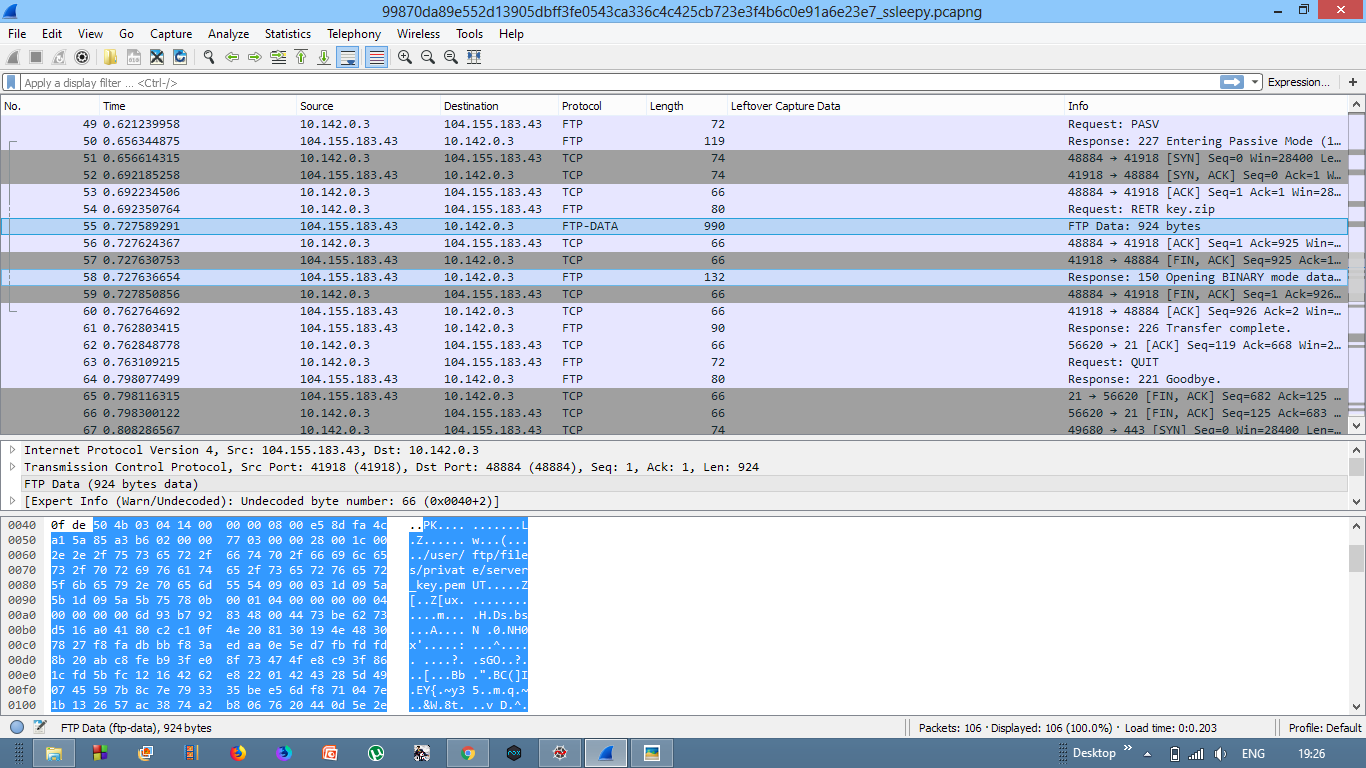 99870da89e552d13905dbff3fe0543ca336c4c425cb723e3f4b6c0e91a6e23e7_ssleepy.pcapng
File Edit View Go Capture Analyze Statistics Telephony Wireless Tools Help
Apply a display filter ... <Ctrl-/> Expression... +
No. Time Source Destination Protocol Length Leftover Capture Data Info
49 0.621239958 10.142.0.3 104.155.183.43 FTP 72 Request: PASV
50 0.656344875 104.155.183.43 10.142.0.3 FTP 119 Response: 227 Entering Passive Mode (1…
51 0.656614315 10.142.0.3 104.155.183.43 TCP 74 48884 → 41918 [SYN] Seq=0 Win=28400 Le…
52 0.692185258 104.155.183.43 10.142.0.3 TCP 74 41918 → 48884 [SYN, ACK] Seq=0 Ack=1 W…
53 0.692234506 10.142.0.3 104.155.183.43 TCP 66 48884 → 41918 [ACK] Seq=1 Ack=1 Win=28…
54 0.692350764 10.142.0.3 104.155.183.43 FTP 80 Request: RETR key.zip
55 0.727589291 104.155.183.43 10.142.0.3 FTP-DATA 990 FTP Data: 924 bytes
56 0.727624367 10.142.0.3 104.155.183.43 TCP 66 48884 → 41918 [ACK] Seq=1 Ack=925 Win=…
57 0.727630753 104.155.183.43 10.142.0.3 TCP 66 41918 → 48884 [FIN, ACK] Seq=925 Ack=1…
58 0.727636654 104.155.183.43 10.142.0.3 FTP 132 Response: 150 Opening BINARY mode data…
59 0.727850856 10.142.0.3 104.155.183.43 TCP 66 48884 → 41918 [FIN, ACK] Seq=1 Ack=926…
60 0.762764692 104.155.183.43 10.142.0.3 TCP 66 41918 → 48884 [ACK] Seq=926 Ack=2 Win=…
61 0.762803415 104.155.183.43 10.142.0.3 FTP 90 Response: 226 Transfer complete.
62 0.762848778 10.142.0.3 104.155.183.43 TCP 66 56620 → 21 [ACK] Seq=119 Ack=668 Win=2…
63 0.763109215 10.142.0.3 104.155.183.43 FTP 72 Request: QUIT
64 0.798077499 104.155.183.43 10.142.0.3 FTP 80 Response: 221 Goodbye.
65 0.798116315 104.155.183.43 10.142.0.3 TCP 66 21 → 56620 [FIN, ACK] Seq=682 Ack=125 …
66 0.798300122 10.142.0.3 104.155.183.43 TCP 66 56620 → 21 [FIN, ACK] Seq=125 Ack=683 …
67 0.808286567 10.142.0.3 104.155.183.43 TCP 74 49680 → 443 [SYN] Seq=0 Win=28400 Len=…
Internet Protocol Version 4, Src: 104.155.183.43, Dst: 10.142.0.3
Transmission Control Protocol, Src Port: 41918 (41918), Dst Port: 48884 (48884), Seq: 1, Ack: 1, Len: 924
FTP Data (924 bytes data)
[Expert Info (Warn/Undecoded): Undecoded byte number: 66 (0x0040+2)]
0040 0f de 50 4b 03 04 14 00 00 00 08 00 e5 8d fa 4c ..PK.... .......L
0050 a1 5a 85 a3 b6 02 00 00 77 03 00 00 28 00 1c 00 .Z...... w...(...
0060 2e 2e 2f 75 73 65 72 2f 66 74 70 2f 66 69 6c 65 ../user/ ftp/file
0070 73 2f 70 72 69 76 61 74 65 2f 73 65 72 76 65 72 s/privat e/server
0080 5f 6b 65 79 2e 70 65 6d 55 54 09 00 03 1d 09 5a _key.pem UT.....Z
0090 5b 1d 09 5a 5b 75 78 0b 00 01 04 00 00 00 00 04 [..Z[ux. ........
00a0 00 00 00 00 6d 93 b7 92 83 48 00 44 73 be 62 73 ....m... .H.Ds.bs
00b0 d5 16 a0 41 80 c2 c1 0f 4e 20 81 30 19 4e 48 30 ...A.... N .0.NH0
00c0 78 27 f8 fa db bb f8 3a ed aa 0e 5e d7 fb fd fd x'.....: ...^....
00d0 8b 20 ab c8 fe b9 3f e0 8f 73 47 4f e8 c9 3f 86 . ....?. .sGO..?.
00e0 1c fd 5b fc 12 16 42 62 e8 22 01 42 43 28 5d 49 ..[...Bb .".BC(]I
00f0 07 45 59 7b 8c 7e 79 33 35 be e5 6d f8 71 04 7e .EY{.~y3 5..m.q.~
0100 1b 13 26 57 ac 38 74 a2 b8 06 76 20 44 0d 5e 2e ..&W.8t. ..v D.^.
FTP Data (ftp-data), 924 bytes Packets: 106 · Displayed: 106 (100.0%) · Load time: 0:0.203 Profile: Default
Desktop ENG 19:26